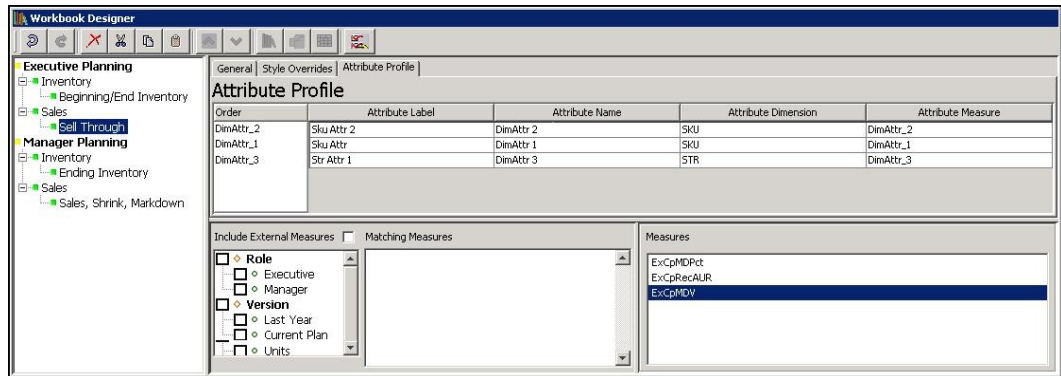 Workbook Designer
Executive Planning
Inventory
Beginning/End Inventory
Sales
Sell Through
Manager Planning
Inventory
Ending Inventory
Sales
Sales, Shrink, Markdown
General Style Overrides Attribute Profile
Attribute Profile
Order Attribute Label Attribute Name Attribute Dimension Attribute Measure
DimAttr_2 Sku Attr 2 DimAttr 2 SKU DimAttr_2
DimAttr_1 Sku Attr DimAttr 1 SKU DimAttr_1
DimAttr_3 Str Attr 1 DimAttr 3 STR DimAttr_3
Include External Measures Matching Measures
Role
Executive
Manager
Version
Last Year
Current Plan
Units
Measures
ExCpMDPct
ExCpRecAUR
ExCpMDV